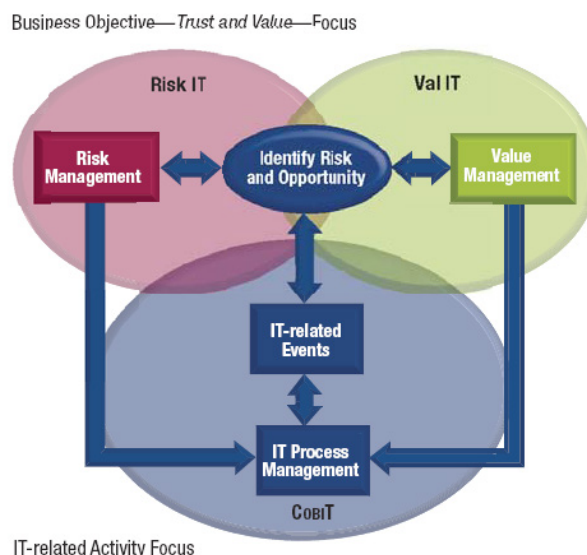 Business Objective—Trust and Value—Focus
Risk IT
Val IT
Risk
Management
Identify Risk
and Opportunity
Value
Management
IT-related
Events
IT Process
Management
COBIT
IT-related Activity Focus